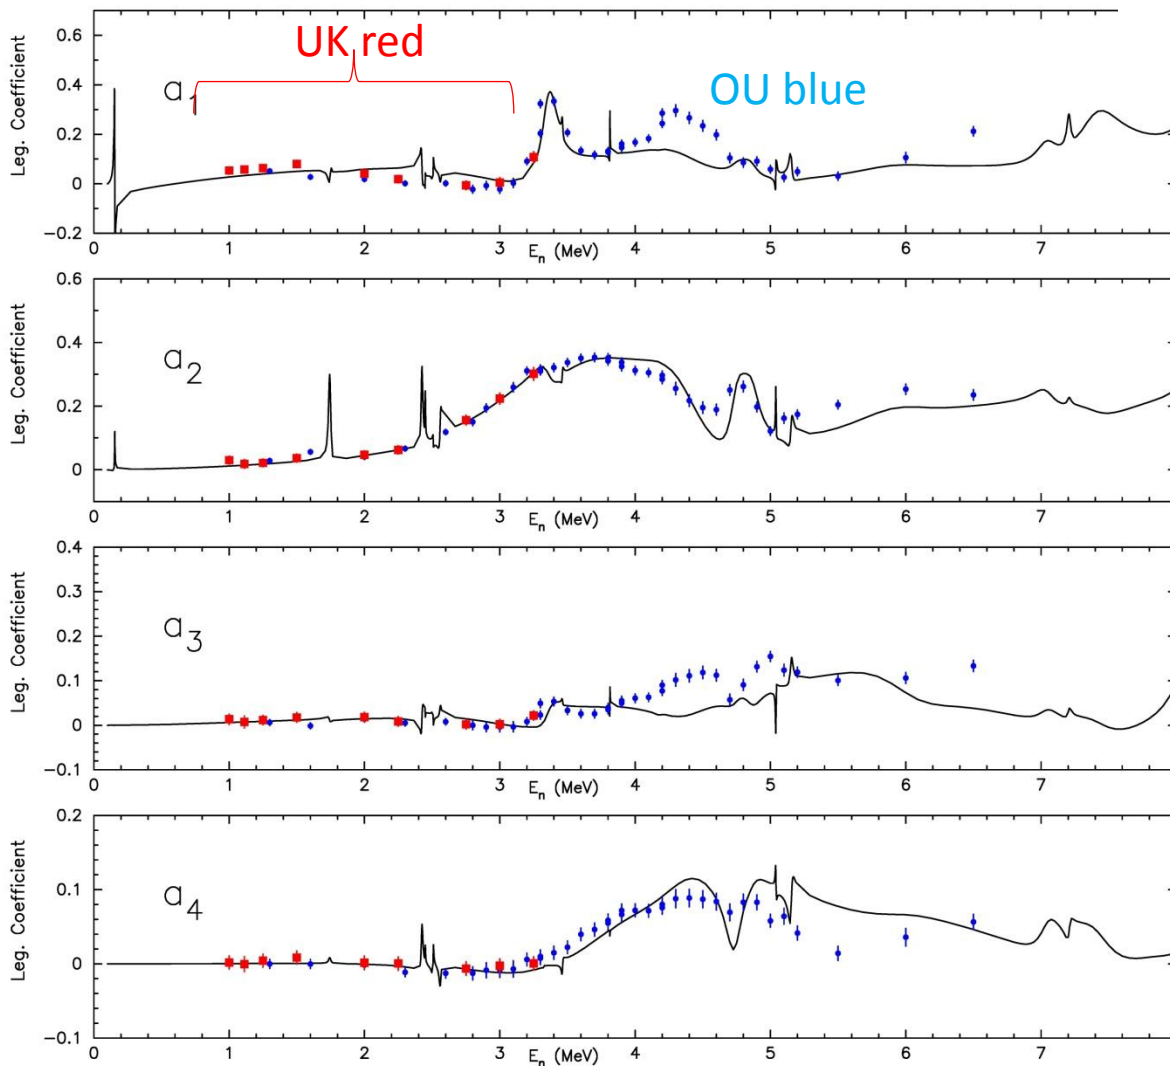 UK red
OU blue
Leg. Coefficient
0.6
0.4
0.2
0
−0.2
a1
0 1 2 3 4 5 6 7
En (MeV)
Leg. Coefficient
0.6
0.4
0.2
0
a2
0 1 2 3 4 5 6 7
En (MeV)
Leg. Coefficient
0.4
0.3
0.2
0.1
0
−0.1
a3
0 1 2 3 4 5 6 7
En (MeV)
Leg. Coefficient
0.2
0.1
0
−0.1
a4
0 1 2 3 4 5 6 7
En (MeV)